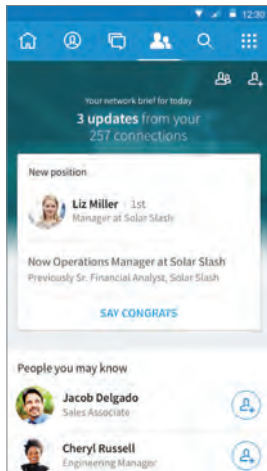 12:30
Your network brief for today
3 updates from your
257 connections
New position
Liz Miller · 1st
Manager at Solar Slash
Now Operations Manager at Solar Slash
Previously Sr. Financial Analyst, Solar Slash
SAY CONGRATS
People you may know
Jacob Delgado
Sales Associate
Cheryl Russell
Engineering Manager